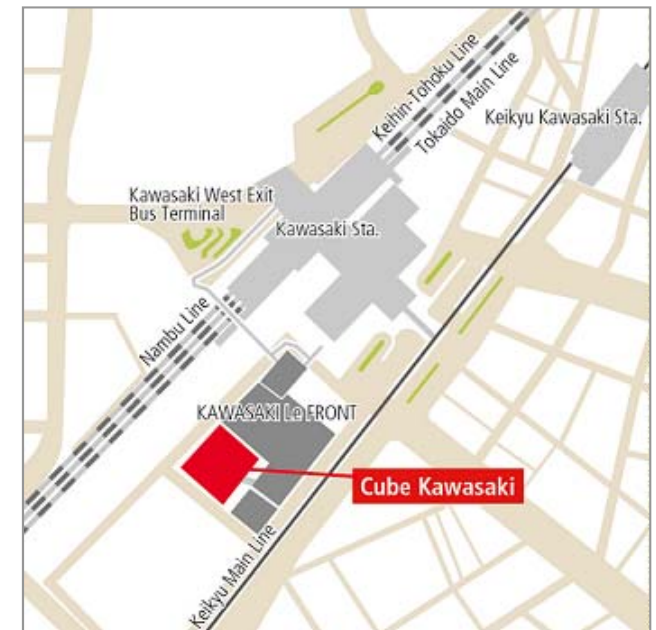 Keihin-Tohoku Line
Tokaido Main Line
Keikyu Kawasaki Sta.
Kawasaki West Exit
Bus Terminal
Kawasaki Sta.
Nambu Line
KAWASAKI Le FRONT
Cube Kawasaki
Keikyu Main Line